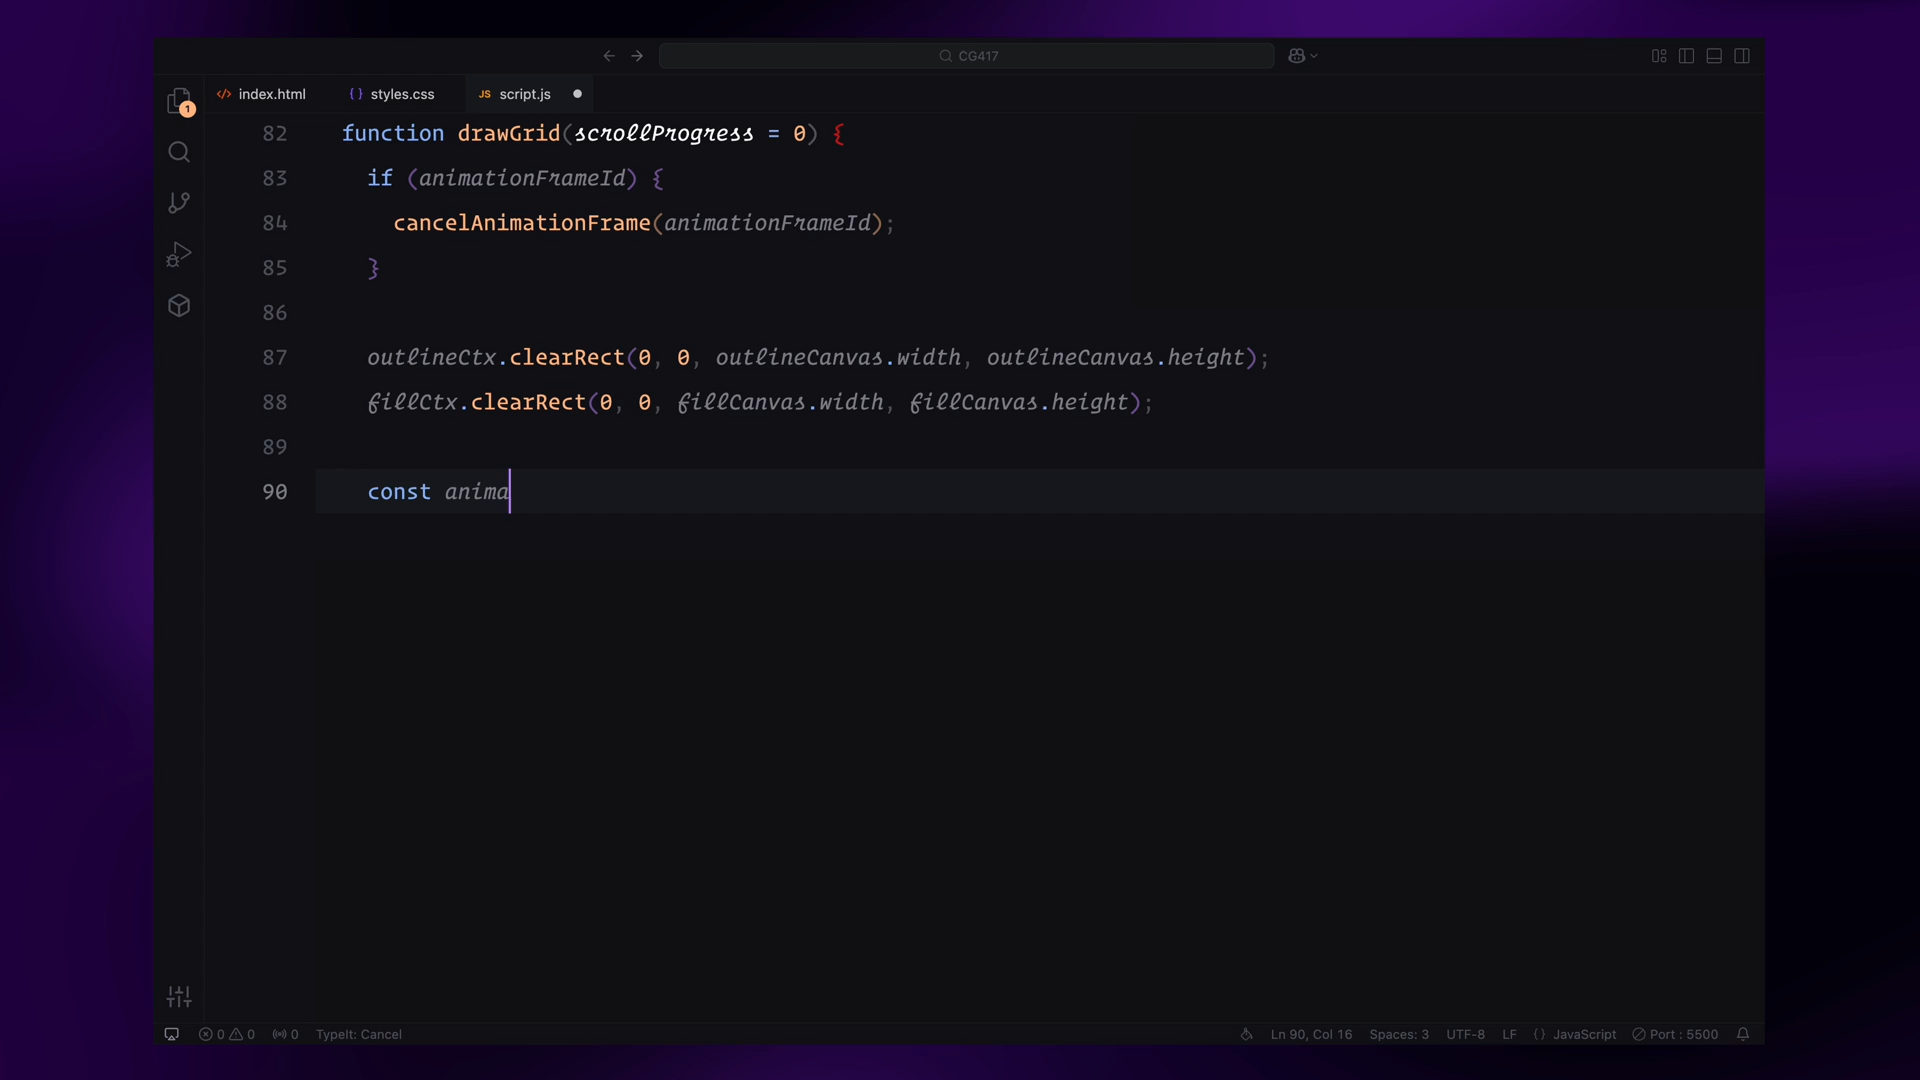 CG417
index.html
styles.css
JS script.js
1
82 function drawGrid(scrollProgress = 0) {
83 if (animationFrameId) {
84 cancelAnimationFrame(animationFrameId);
85 }
86
87 outlineCtx.clearRect(0, 0, outlineCanvas.width, outlineCanvas.height);
88 fillCtx.clearRect(0, 0, fillCanvas.width, fillCanvas.height);
89
90 const anima
0 0 0 TypeIt: Cancel Ln 90, Col 16 Spaces: 3 UTF-8 LF {} JavaScript Port : 5500